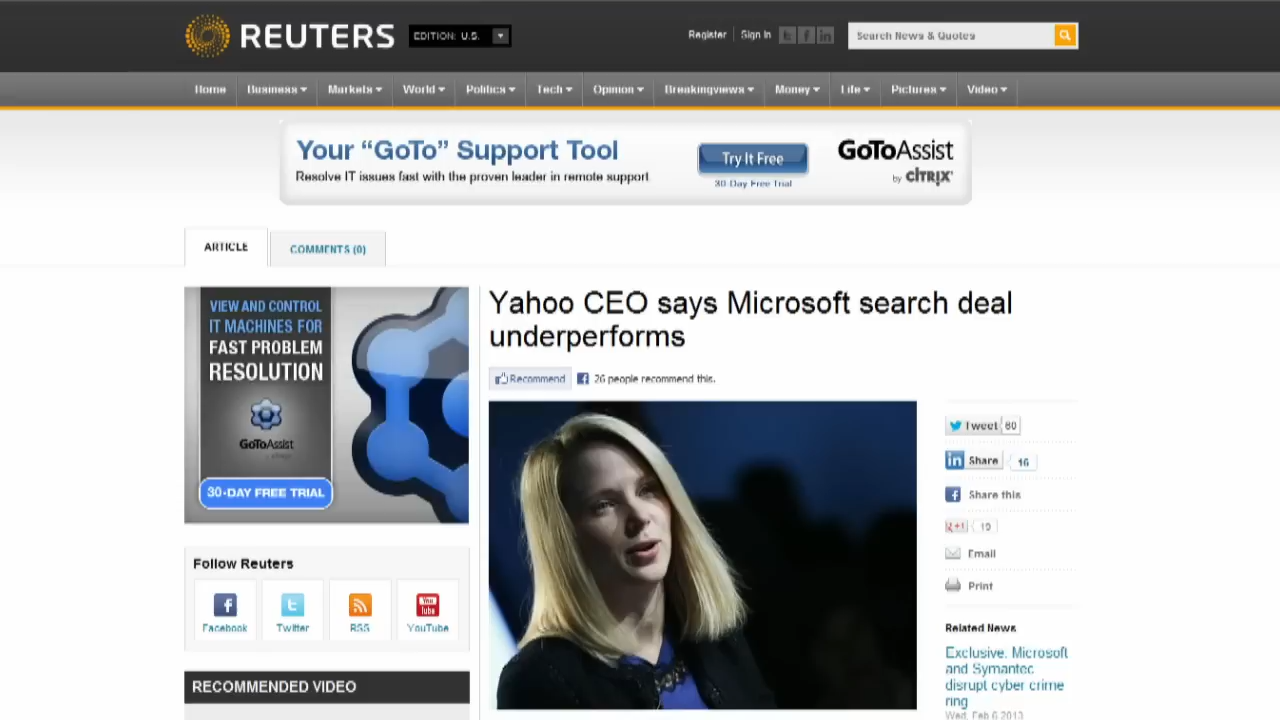 REUTERS
EDITION: U.S.
Register
Sign In
Search News & Quotes
Home Business Markets World Politics Tech Opinion Breakingviews Money Life Pictures Video
Your “GoTo” Support Tool
Resolve IT issues fast with the proven leader in remote support
Try It Free
30-Day Free Trial
GoToAssist
by CITRIX
ARTICLE
COMMENTS (0)
VIEW AND CONTROL
IT MACHINES FOR
FAST PROBLEM
RESOLUTION
GoToAssist
30-DAY FREE TRIAL
Yahoo CEO says Microsoft search deal
underperforms
Recommend
26 people recommend this.
Tweet 60
in Share 16
Share this
+1 19
Email
Print
Follow Reuters
Facebook Twitter RSS YouTube
RECOMMENDED VIDEO
Related News
Exclusive: Microsoft
and Symantec
disrupt cyber crime
ring
Wed, Feb 6 2013